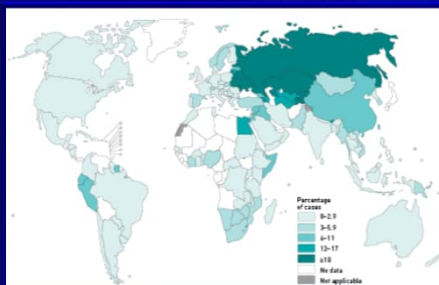 Percentage
of cases
0–2.9
3–5.9
6–11
12–17
≥18
No data
Not applicable